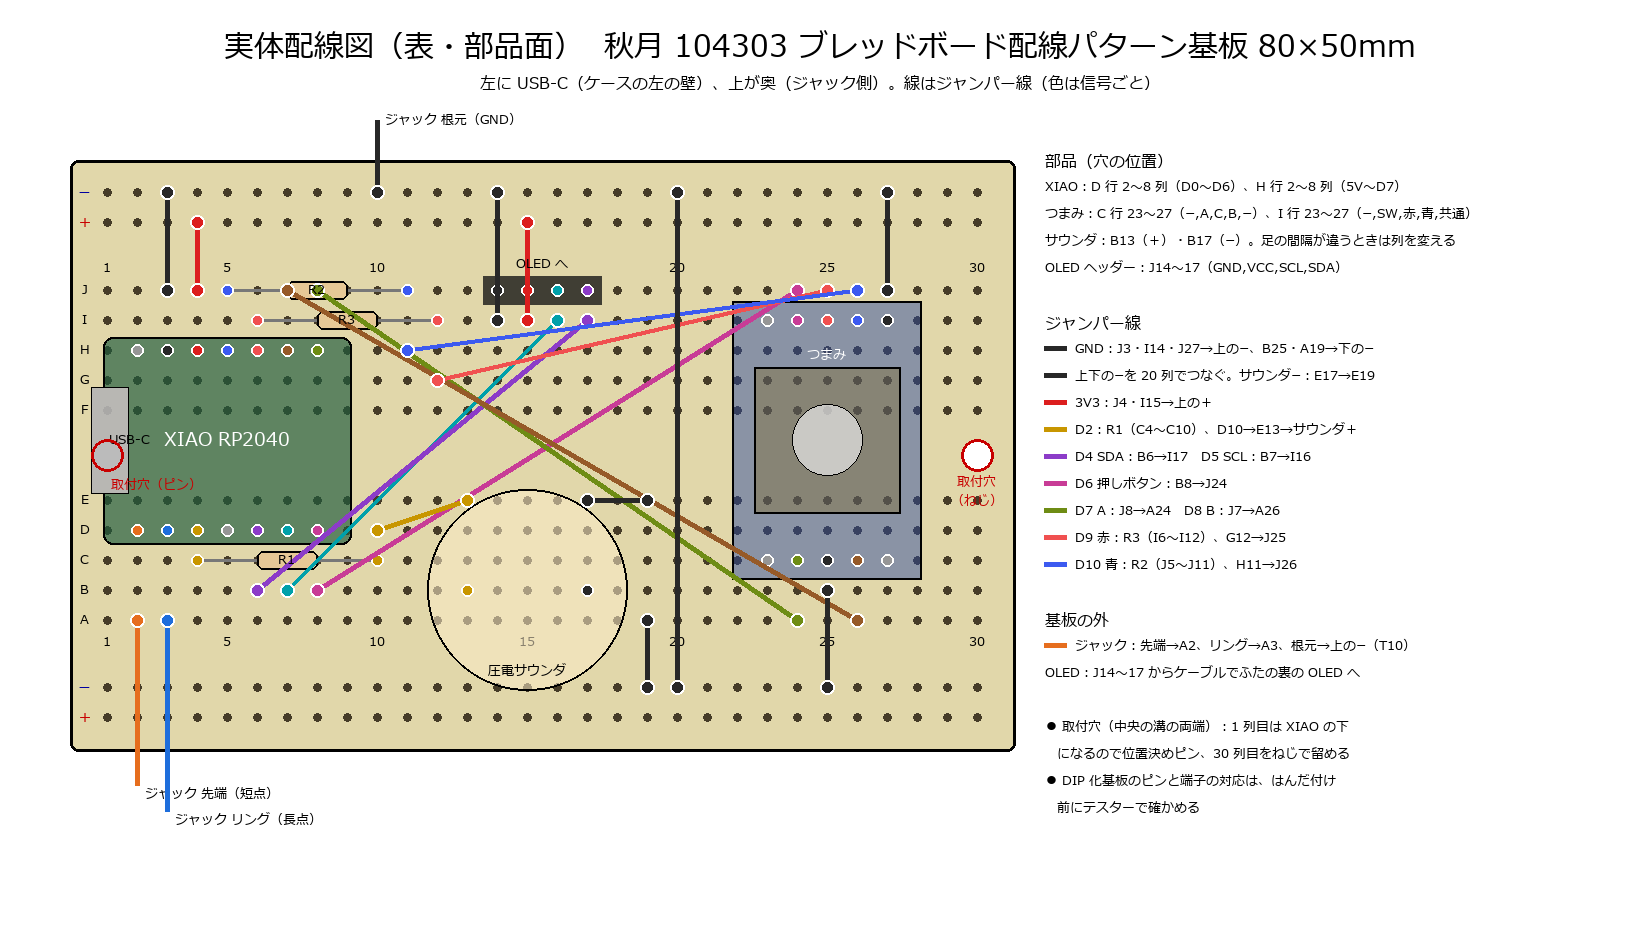 実体配線図（表・部品面）　秋月 104303 ブレッドボード配線パターン基板 80×50mm
左に USB-C（ケースの左の壁）、上が奥（ジャック側）。線はジャンパー線（色は信号ごと）
ジャック 根元（GND）
−
+
1 5 10 20 25 30
OLED へ
J
R2
I
R3
H
つまみ
G
F
USB-C
XIAO RP2040
取付穴（ピン）
取付穴
（ねじ）
E
D
C
R1
B
A
1 5 10 15 20 25 30
圧電サウンダ
−
+
ジャック 先端（短点）
ジャック リング（長点）
部品（穴の位置）
XIAO：D 行 2〜8 列（D0〜D6）、H 行 2〜8 列（5V〜D7）
つまみ：C 行 23〜27（−,A,C,B,−）、I 行 23〜27（−,SW,赤,青,共通）
サウンダ：B13（＋）・B17（−）。足の間隔が違うときは列を変える
OLED ヘッダー：J14〜17（GND,VCC,SCL,SDA）
ジャンパー線
GND：J3・I14・J27→上の−、B25・A19→下の−
上下の−を 20 列でつなぐ。サウンダ−：E17→E19
3V3：J4・I15→上の＋
D2：R1（C4〜C10）、D10→E13→サウンダ＋
D4 SDA：B6→I17　D5 SCL：B7→I16
D6 押しボタン：B8→J24
D7 A：J8→A24　D8 B：J7→A26
D9 赤：R3（I6〜I12）、G12→J25
D10 青：R2（J5〜J11）、H11→J26
基板の外
ジャック：先端→A2、リング→A3、根元→上の−（T10）
OLED：J14〜17 からケーブルでふたの裏の OLED へ
● 取付穴（中央の溝の両端）：1 列目は XIAO の下
になるので位置決めピン、30 列目をねじで留める
● DIP 化基板のピンと端子の対応は、はんだ付け
前にテスターで確かめる